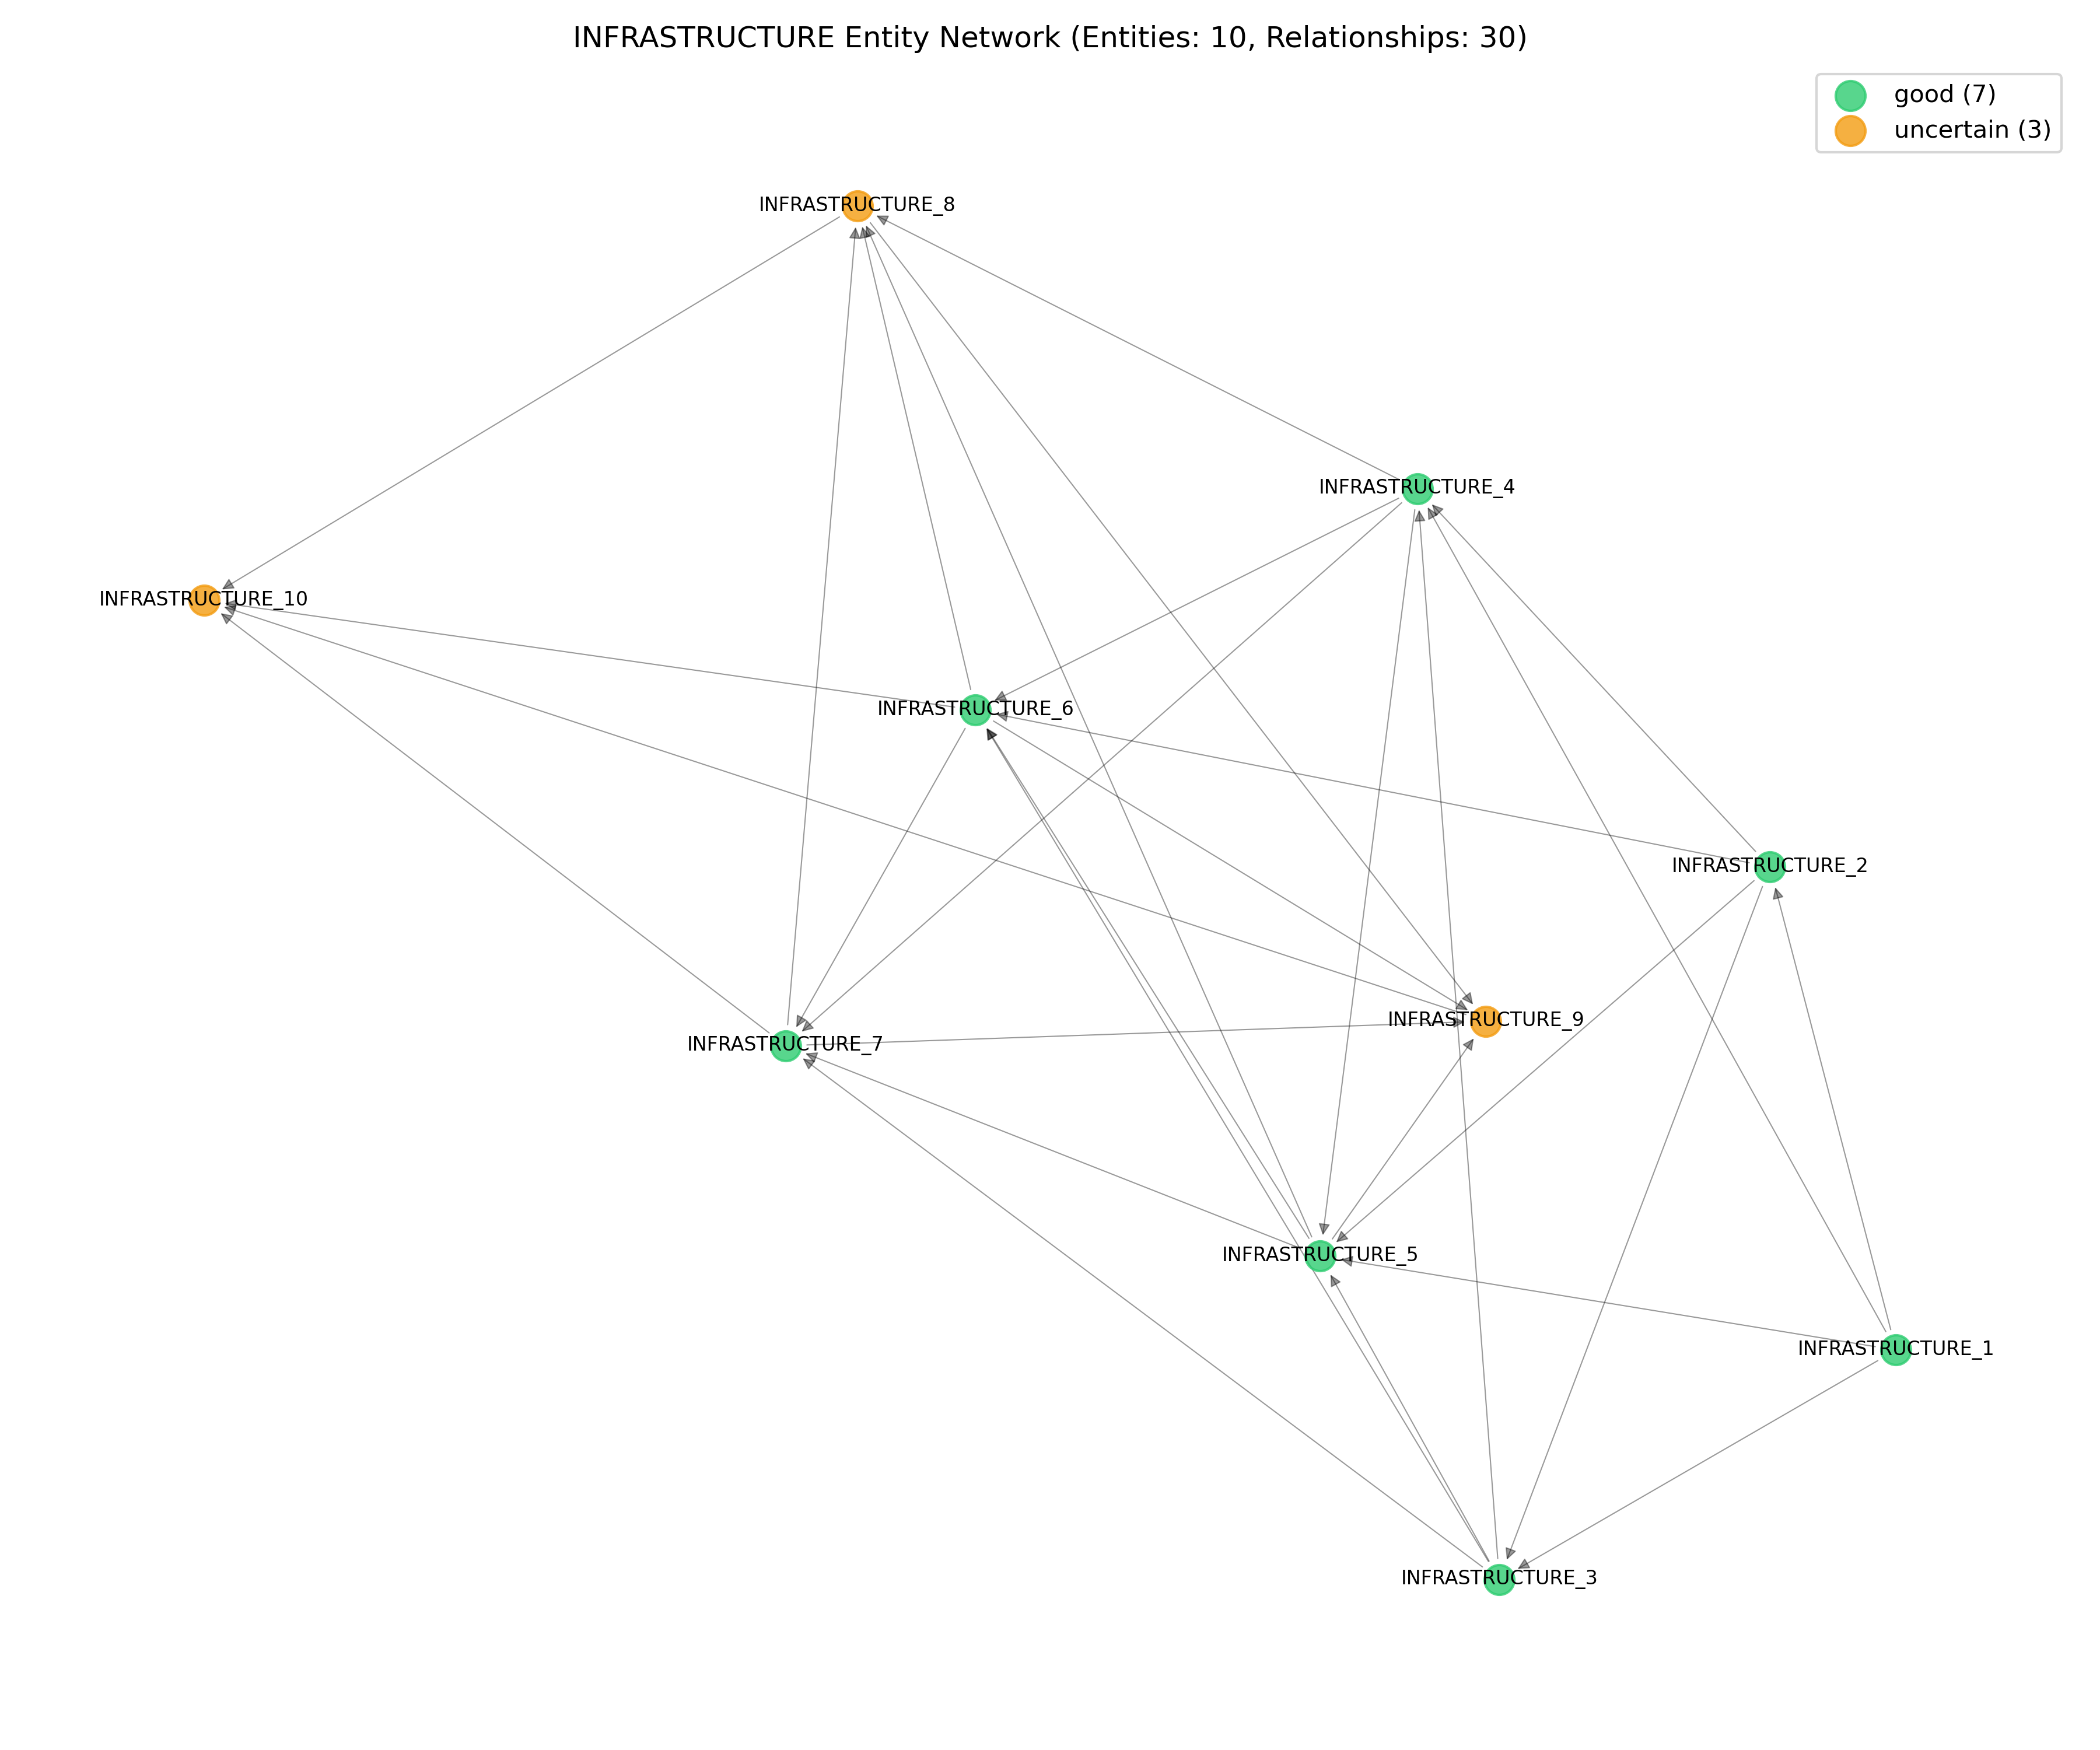 INFRASTRUCTURE Entity Network (Entities: 10, Relationships: 30)
good (7)
uncertain (3)
INFRASTRUCTURE_8
INFRASTRUCTURE_4
INFRASTRUCTURE_10
INFRASTRUCTURE_6
INFRASTRUCTURE_2
INFRASTRUCTURE_9
INFRASTRUCTURE_7
INFRASTRUCTURE_5
INFRASTRUCTURE_1
INFRASTRUCTURE_3